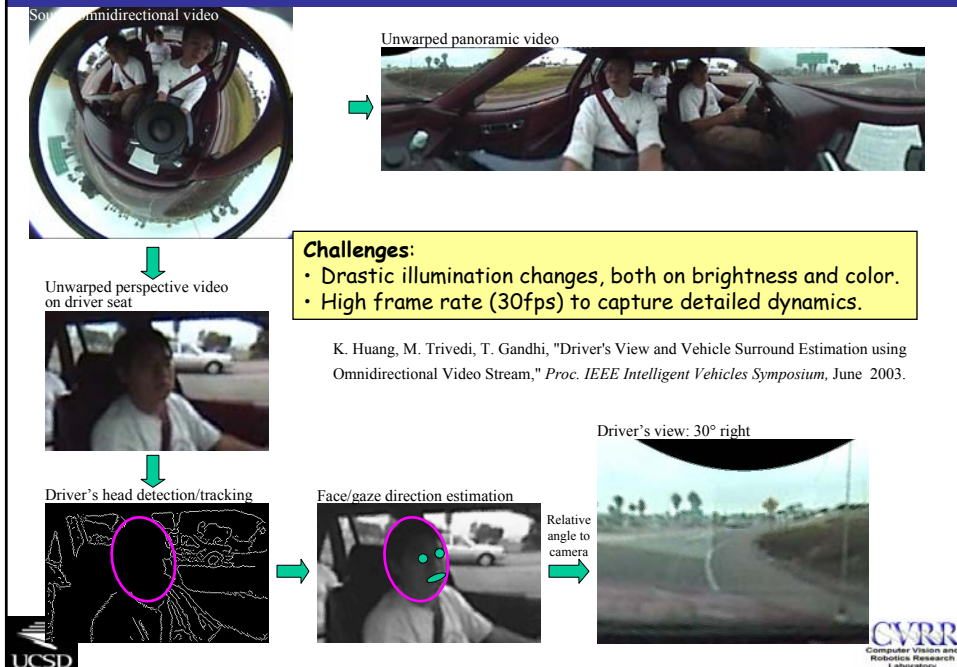 Source omnidirectional video
Unwarped panoramic video
Challenges:
• Drastic illumination changes, both on brightness and color.
• High frame rate (30fps) to capture detailed dynamics.
Unwarped perspective video
on driver seat
K. Huang, M. Trivedi, T. Gandhi, "Driver's View and Vehicle Surround Estimation using
Omnidirectional Video Stream," Proc. IEEE Intelligent Vehicles Symposium, June 2003.
Driver's view: 30° right
Driver's head detection/tracking
Face/gaze direction estimation
Relative
angle to
camera
UCSD
CVRR
Computer Vision and
Robotics Research
Laboratory